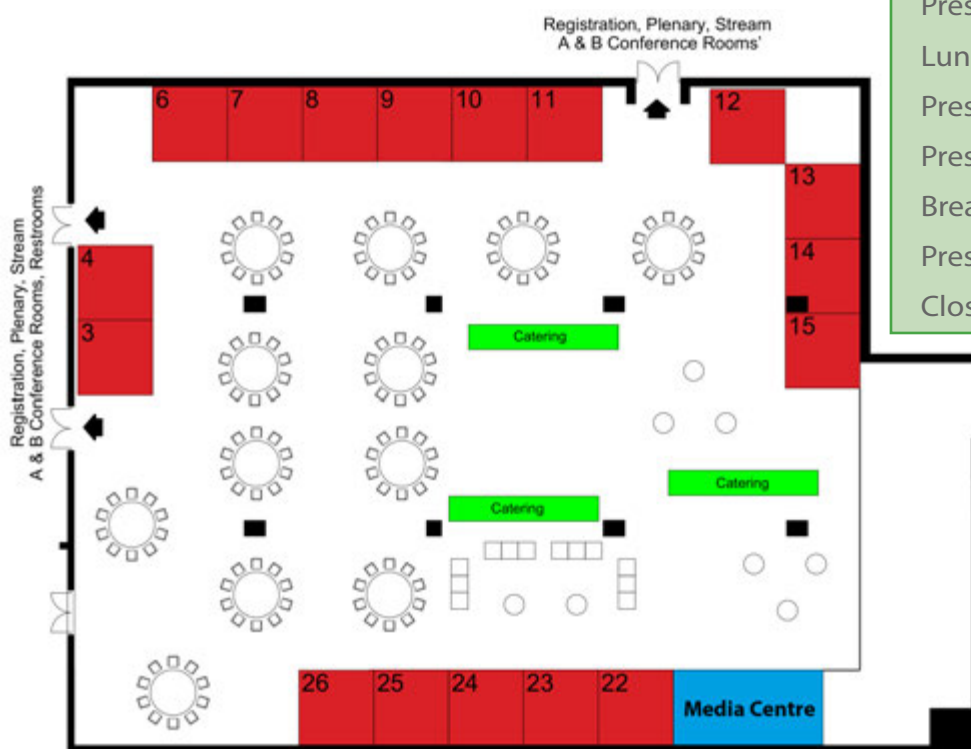 Registration, Plenary, Stream
A & B Conference Rooms'
6
7
8
9
10
11
12
13
14
15
Registration, Plenary, Stream
A & B Conference Rooms, Restrooms
4
3
Catering
Catering
Catering
26
25
24
23
22
Media Centre